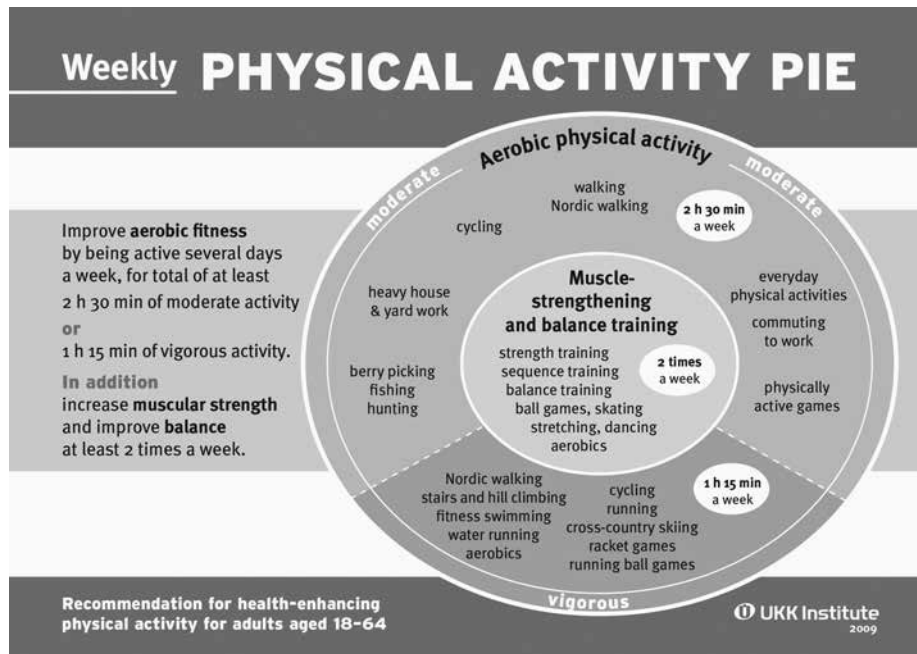 Weekly PHYSICAL ACTIVITY PIE
Improve aerobic fitness
by being active several days
a week, for total of at least
2 h 30 min of moderate activity
or
1 h 15 min of vigorous activity.
In addition
increase muscular strength
and improve balance
at least 2 times a week.
Aerobic physical activity
moderate
moderate
walking
Nordic walking
2 h 30 min
a week
cycling
heavy house
& yard work
berry picking
fishing
hunting
everyday
physical activities
commuting
to work
physically
active games
Muscle-
strengthening
and balance training
strength training
sequence training
balance training
ball games, skating
stretching, dancing
aerobics
2 times
a week
Nordic walking
stairs and hill climbing
fitness swimming
water running
aerobics
cycling
running
cross-country skiing
racket games
running ball games
1 h 15 min
a week
vigorous
Recommendation for health-enhancing
physical activity for adults aged 18–64
UKK Institute
2009